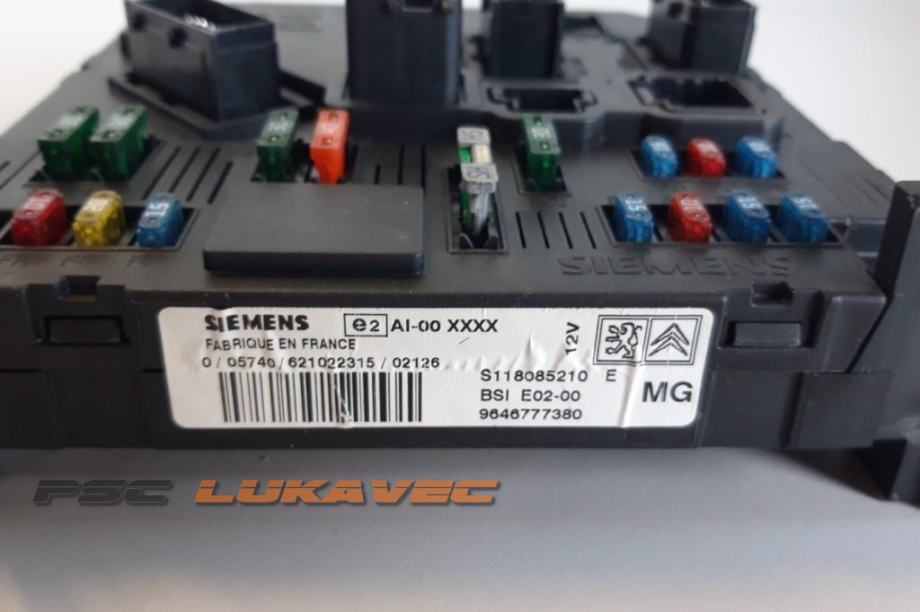 SIEMENS
SIEMENS e2 AI-00 XXXX
FABRIQUE EN FRANCE
0 / 05740 / 621022315 / 02126
12V
S118085210 E
BSI E02-00
9646777380
MG
PSC LUKAVEC